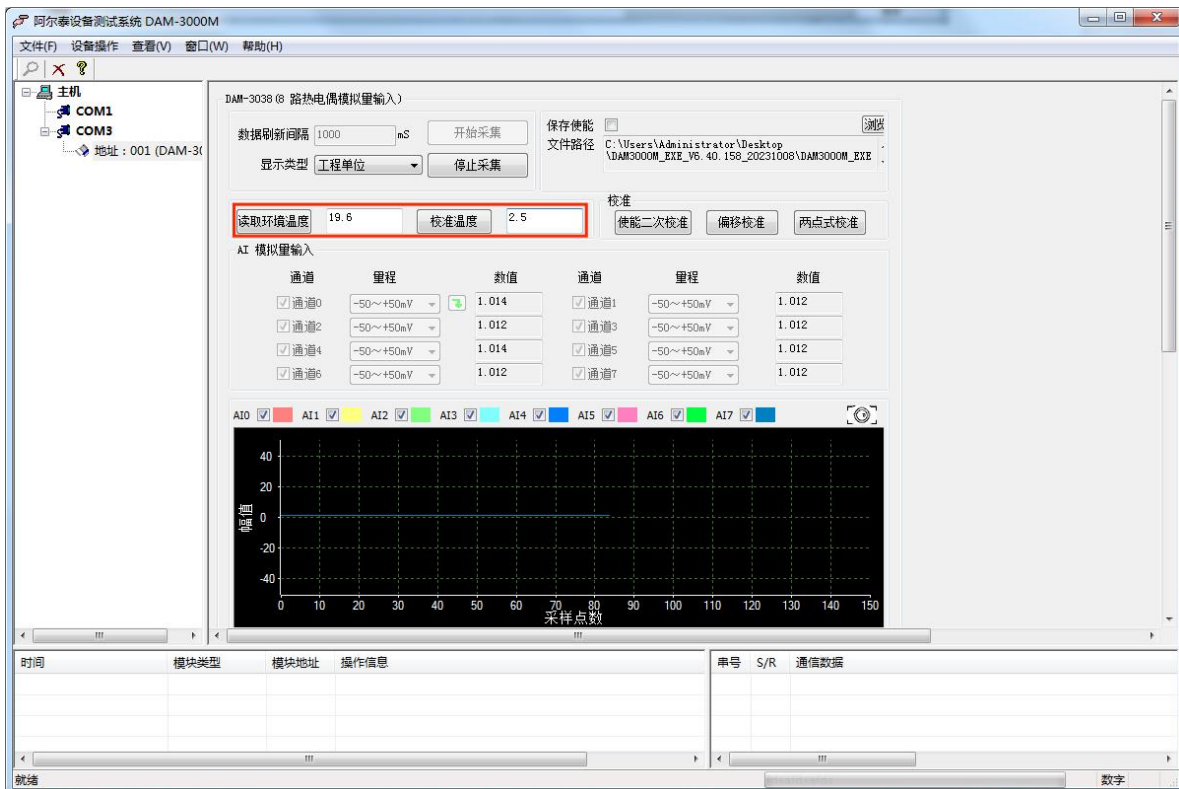 阿尔泰设备测试系统 DAM-3000M
文件(F) 设备操作 查看(V) 窗口(W) 帮助(H)
主机
COM1
COM3
地址：001 (DAM-3(
DAM-3038(8 路热电偶模拟量输入)
数据刷新间隔 1000 mS 开始采集
显示类型 工程单位 停止采集
保存使能 浏览
文件路径 C:\Users\Administrator\Desktop
\DAM3000M_EXE_V6.40.158_20231008\DAM3000M_EXE
读取环境温度 19.6 校准温度 2.5
校准
使能二次校准 偏移校准 两点式校准
AI 模拟量输入
通道 量程 数值 通道 量程 数值
通道0 -50～+50mV 1.014 通道1 -50～+50mV 1.012
通道2 -50～+50mV 1.012 通道3 -50～+50mV 1.012
通道4 -50～+50mV 1.014 通道5 -50～+50mV 1.012
通道6 -50～+50mV 1.012 通道7 -50～+50mV 1.012
AI0 AI1 AI2 AI3 AI4 AI5 AI6 AI7
40
20
0
-20
-40
幅值
0 10 20 30 40 50 60 70 80 90 100 110 120 130 140 150
采样点数
时间 模块类型 模块地址 操作信息
串号 S/R 通信数据
就绪 数字